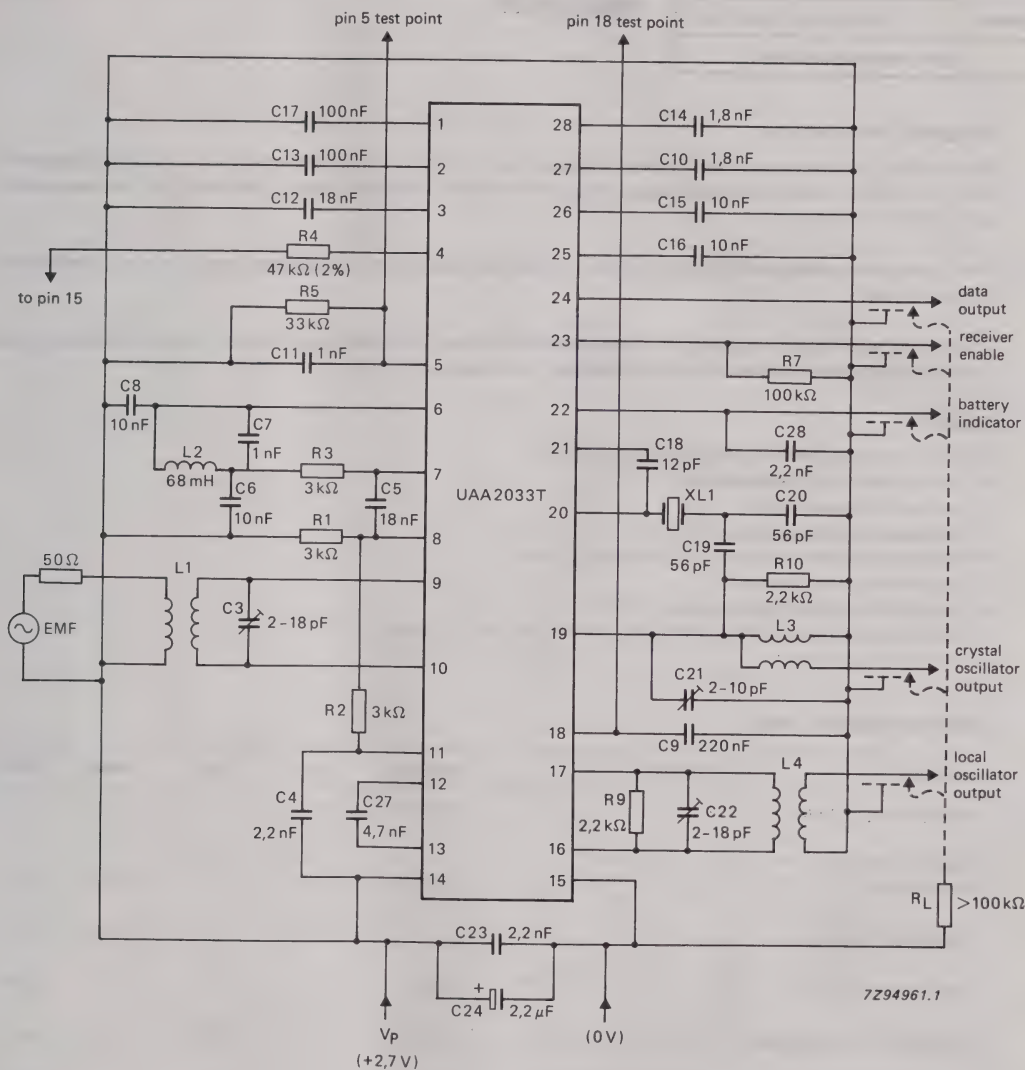 pin 5 test point
pin 18 test point
C17 100 nF
1
C13 100 nF
2
C12 18 nF
3
R4
47 kΩ (2%)
4
to pin 15
R5
33 kΩ
C11 1 nF
5
C8
10 nF
6
C7
1 nF
L2
68 mH
R3
3 kΩ
7
C6
10 nF
C5
18 nF
R1
3 kΩ
8
50 Ω
EMF
L1
9
C3
2-18 pF
10
R2
3 kΩ
11
C4
2,2 nF
12
C27
4,7 nF
13
14
UAA2033T
28
C14 1,8 nF
27
C10 1,8 nF
26
C15 10 nF
25
C16 10 nF
24
data
output
23
receiver
enable
R7
100 kΩ
22
battery
indicator
C28
2,2 nF
21
C18
12 pF
20
XL1
C20
56 pF
C19
56 pF
R10
2,2 kΩ
19
L3
crystal
oscillator
output
C21
2-10 pF
18
C9 220 nF
17
L4
local
oscillator
output
R9
2,2 kΩ
C22
2-18 pF
16
15
RL >100 kΩ
C23 2,2 nF
+
C24 2,2 μF
VP
(+2,7 V)
(0 V)
7Z94961.1